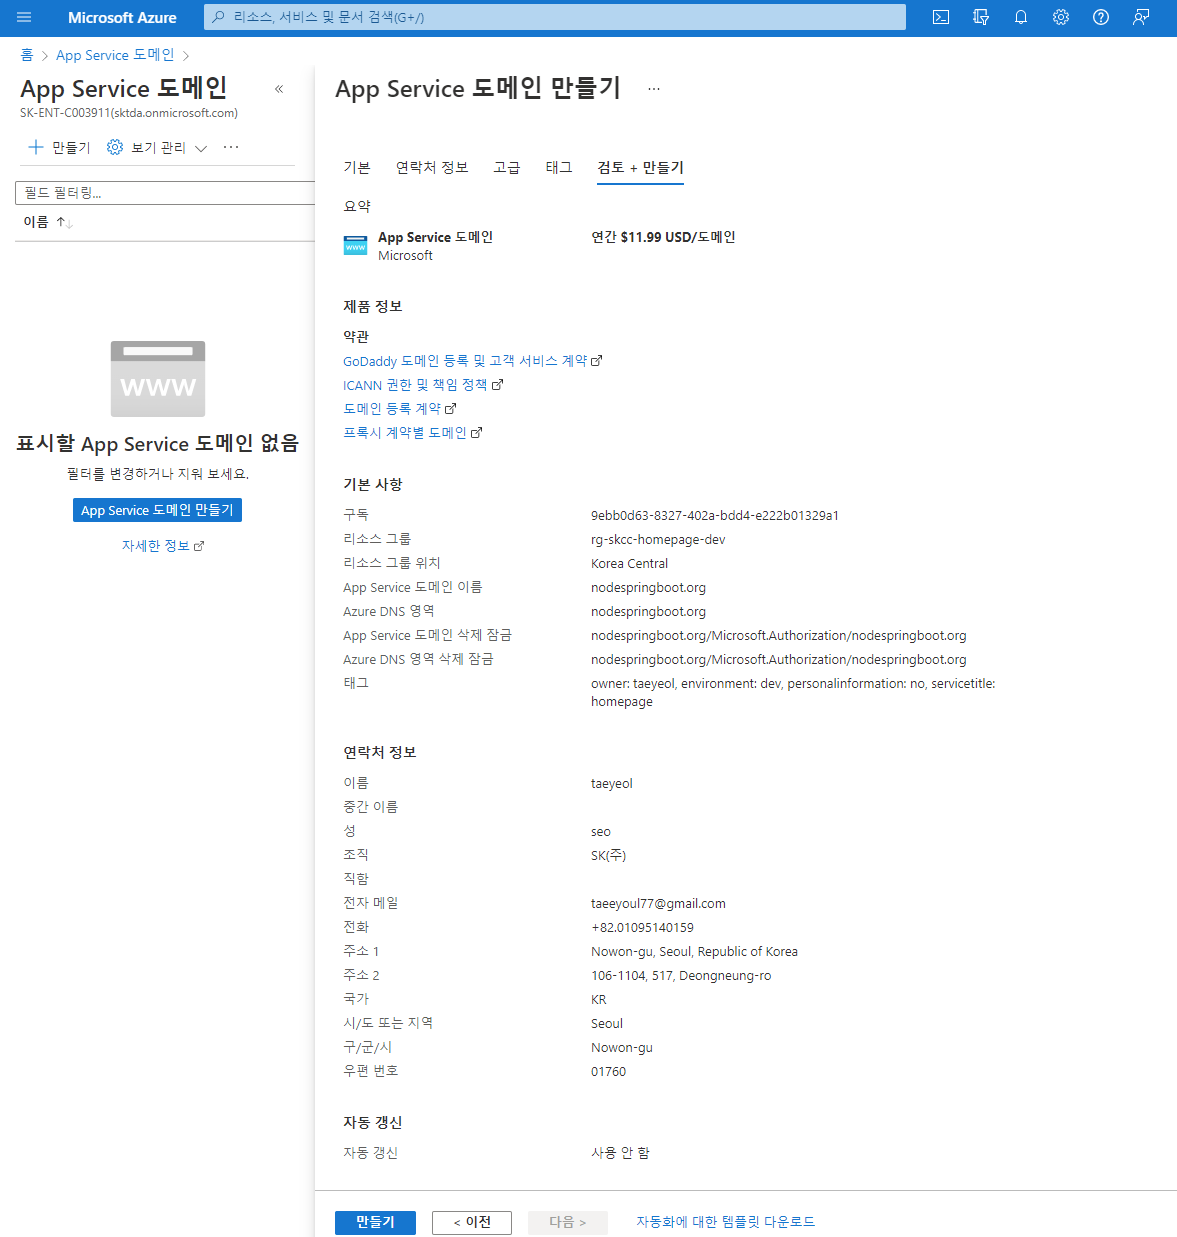 Microsoft Azure
리소스, 서비스 및 문서 검색(G+/)
홈 > App Service 도메인 >
App Service 도메인
«
SK-ENT-C003911(sktda.onmicrosoft.com)
+ 만들기 보기 관리 ···
필드 필터링...
이름 ↑↓
WWW
표시할 App Service 도메인 없음
필터를 변경하거나 지워 보세요.
App Service 도메인 만들기
자세한 정보
App Service 도메인 만들기 ···
기본 연락처 정보 고급 태그 검토 + 만들기
요약
WWW
App Service 도메인 연간 $11.99 USD/도메인
Microsoft
제품 정보
약관
GoDaddy 도메인 등록 및 고객 서비스 계약
ICANN 권한 및 책임 정책
도메인 등록 계약
프록시 계약별 도메인
기본 사항
구독 9ebb0d63-8327-402a-bdd4-e222b01329a1
리소스 그룹 rg-skcc-homepage-dev
리소스 그룹 위치 Korea Central
App Service 도메인 이름 nodespringboot.org
Azure DNS 영역 nodespringboot.org
App Service 도메인 삭제 잠금 nodespringboot.org/Microsoft.Authorization/nodespringboot.org
Azure DNS 영역 삭제 잠금 nodespringboot.org/Microsoft.Authorization/nodespringboot.org
태그 owner: taeyeol, environment: dev, personalinformation: no, servicetitle:
homepage
연락처 정보
이름 taeyeol
중간 이름
성 seo
조직 SK(주)
직함
전자 메일 taeeyoul77@gmail.com
전화 +82.01095140159
주소 1 Nowon-gu, Seoul, Republic of Korea
주소 2 106-1104, 517, Deongneung-ro
국가 KR
시/도 또는 지역 Seoul
구/군/시 Nowon-gu
우편 번호 01760
자동 갱신
자동 갱신 사용 안 함
만들기 < 이전 다음 > 자동화에 대한 템플릿 다운로드